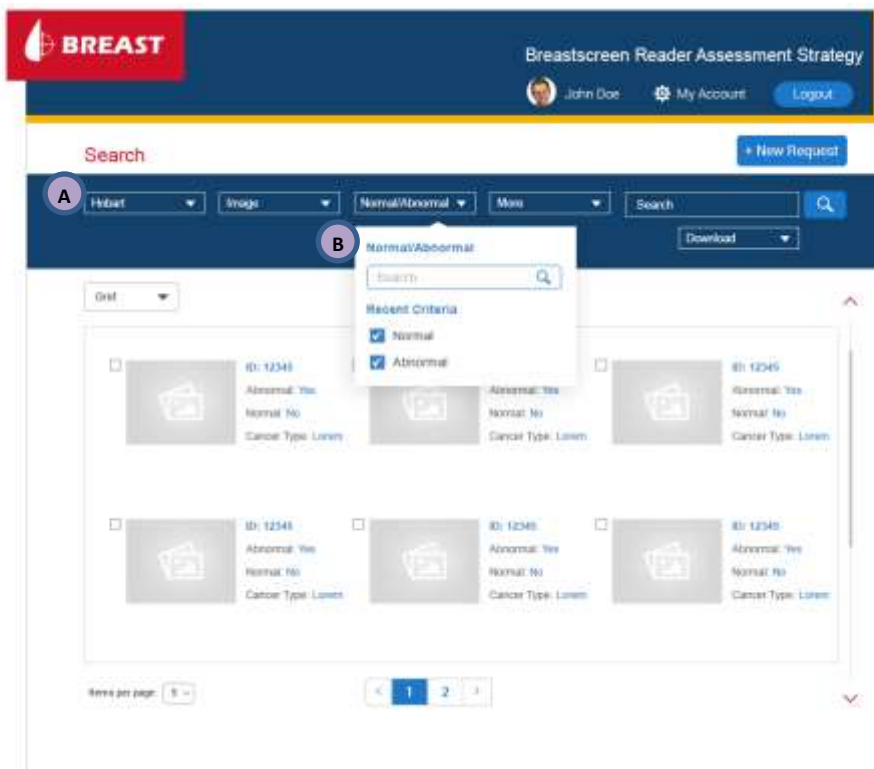 BREAST
Breastscreen Reader Assessment Strategy
John Doe My Account Logout
Search
+ New Request
A
Hobart Image Normal/Abnormal More Search
Download
B
Normal/Abnormal
Search
Recent Criteria
Normal
Abnormal
Grid
ID: 12345
Abnormal: Yes
Normal: No
Cancer Type: Lorem
Abnormal: Yes
Normal: No
Cancer Type: Lorem
ID: 12345
Abnormal: Yes
Normal: No
Cancer Type: Lorem
ID: 12345
Abnormal: Yes
Normal: No
Cancer Type: Lorem
ID: 12345
Abnormal: Yes
Normal: No
Cancer Type: Lorem
ID: 12345
Abnormal: Yes
Normal: No
Cancer Type: Lorem
Items per page:
< 1 2 >